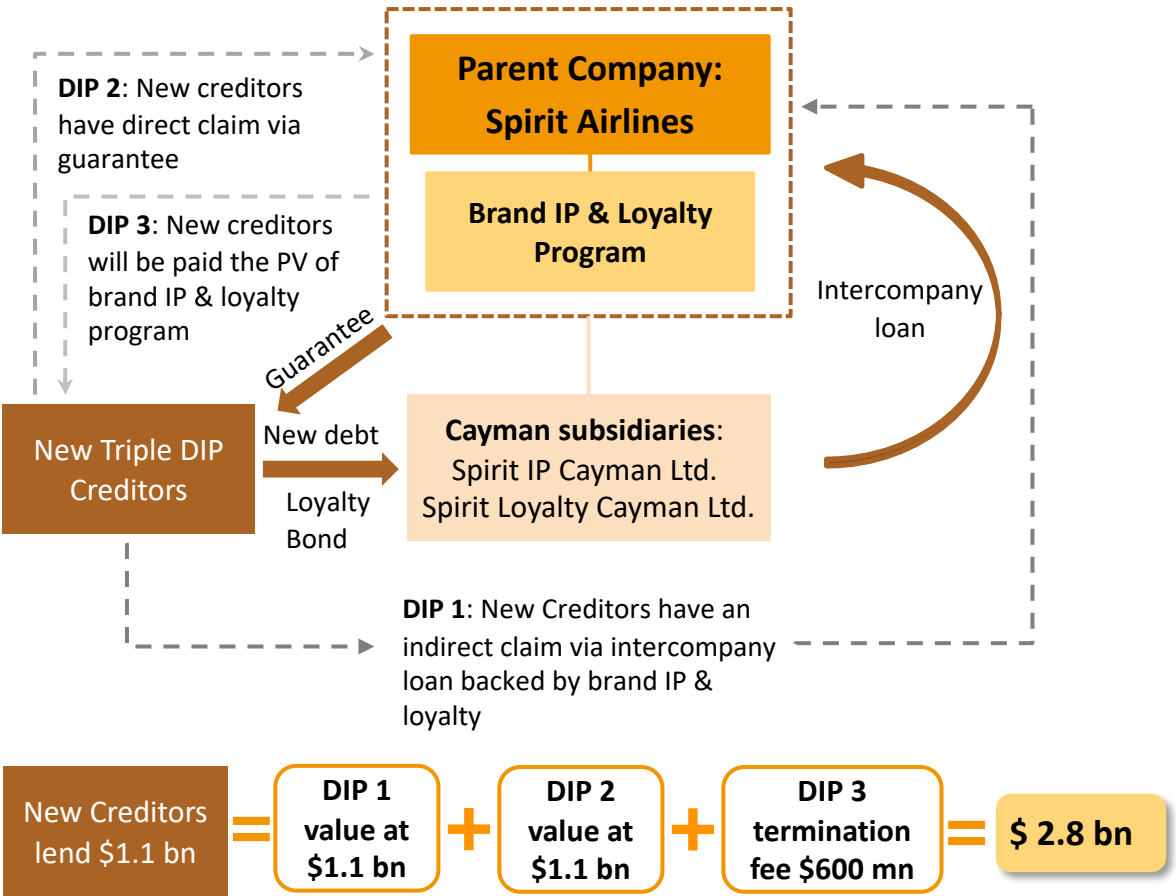 Parent Company:
Spirit Airlines
Brand IP & Loyalty
Program
DIP 2: New creditors
have direct claim via
guarantee
DIP 3: New creditors
will be paid the PV of
brand IP & loyalty
program
Intercompany
loan
Guarantee
New Triple DIP
Creditors
New debt
Loyalty
Bond
Cayman subsidiaries:
Spirit IP Cayman Ltd.
Spirit Loyalty Cayman Ltd.
DIP 1: New Creditors have an
indirect claim via intercompany
loan backed by brand IP &
loyalty
New Creditors
lend $1.1 bn
=
DIP 1
value at
$1.1 bn
+
DIP 2
value at
$1.1 bn
+
DIP 3
termination
fee $600 mn
=
$ 2.8 bn